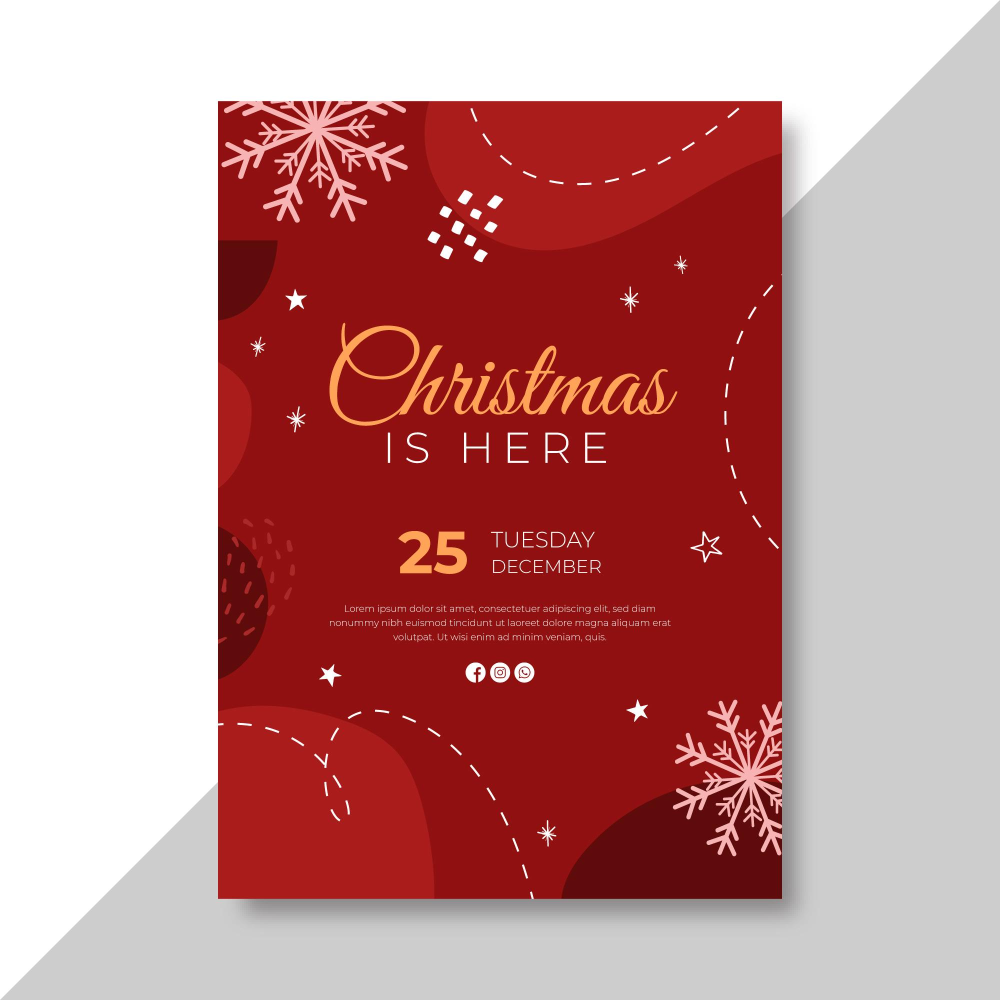 Christmas
IS HERE
25
TUESDAY
DECEMBER
Lorem ipsum dolor sit amet, consectetuer adipiscing elit, sed diam
nonummy nibh euismod tincidunt ut laoreet dolore magna aliquam erat
volutpat. Ut wisi enim ad minim veniam, quis.